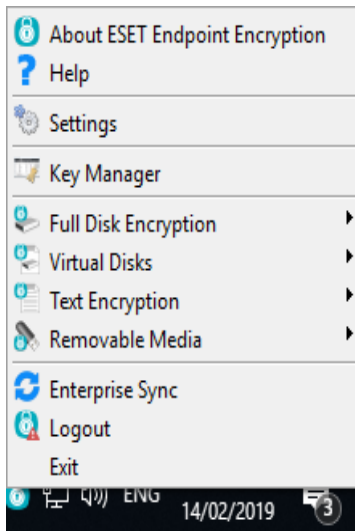 About ESET Endpoint Encryption
Help
Settings
Key Manager
Full Disk Encryption
Virtual Disks
Text Encryption
Removable Media
Enterprise Sync
Logout
Exit
ENG
14/02/2019
3